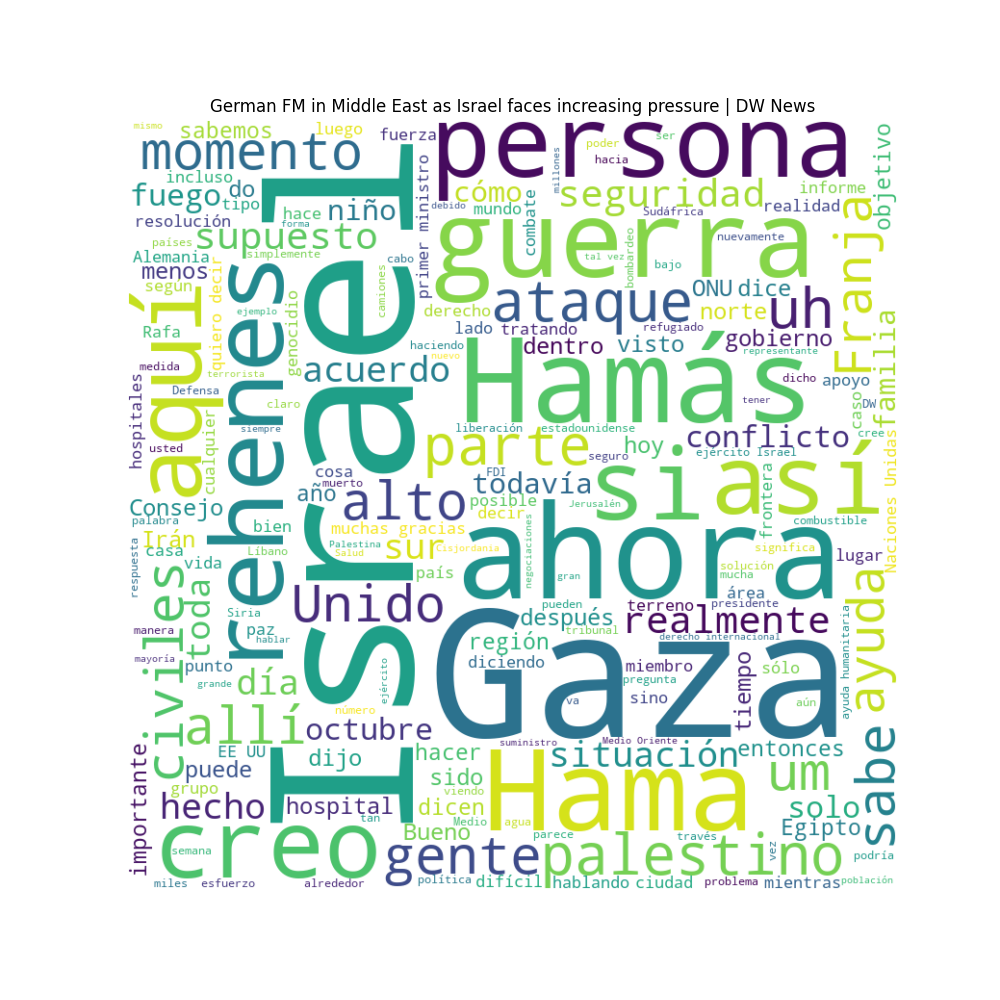 German FM in Middle East as Israel faces increasing pressure | DW News
mismo
sabemos
luego
fuerza
persona
ser
poder
hacia
millones
momento
incluso
fuego
do
tipo
resolución
hace
niño
primer ministro
debido
cómo
mundo
combate
seguridad
Sudáfrica
realidad
informe
objetivo
países
forma
supuesto
simplemente
Alemania
menos
según
cabo
guerra
nuevamente
tal vez
bombardeo
bajo
Franja
aquí
quiero decir
ejemplo
rehenes
genocidio
camiones
Israel
ataque
ONU
dice
derecho
norte
uh
lado
tratando
refugiado
gobierno
familia
Rafa
haciendo
dentro
visto
representante
medida
terrorista
acuerdo
nuevo
Hamás
dicho
apoyo
Defensa
tener
caso
DW
hospitales
usted
cualquier
claro
siempre
liberación
estadounidense
parte
hoy
conflicto
cree
seguro
ejército Israel
Naciones Unidas
cosa
muerto
FDI
todavía
si
así
frontera
año
alto
posible
Jerusalén
Consejo
palabra
bien
muchas gracias
decir
combustible
Irán
casa
Líbano
Palestina
Salud
sur
Cisjordania
negociaciones
ahora
significa
lugar
respuesta
vida
país
gran
solución
mucha
civiles
toda
Siria
Unido
pueden
área
terreno
presidente
ayuda
manera
paz
hablar
después
tribunal
realmente
región
derecho internacional
ayuda humanitaria
mayoría
punto
diciendo
miembro
tiempo
sólo
grande
día
ejército
Gaza
pregunta
va
sino
aún
allí
número
octubre
suministro
Medio Oriente
EE UU
dijo
hacer
situación
entonces
sabe
importante
puede
sido
um
grupo
viendo
Hama
hecho
hospital
dicen
solo
tan
Medio
agua
Bueno
parece
través
Egipto
creo
semana
gente
palestino
vez
podría
miles
esfuerzo
alrededor
política
difícil
hablando
ciudad
problema
mientras
población